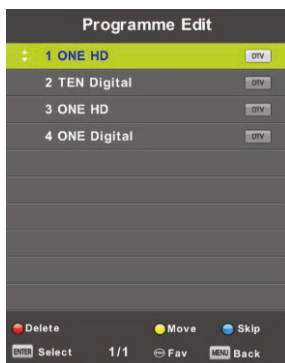 Programme Edit
1 ONE HD DTV
2 TEN Digital DTV
3 ONE HD DTV
4 ONE Digital DTV
Delete Move Skip
ENTER Select 1/1 Fav MENU Back